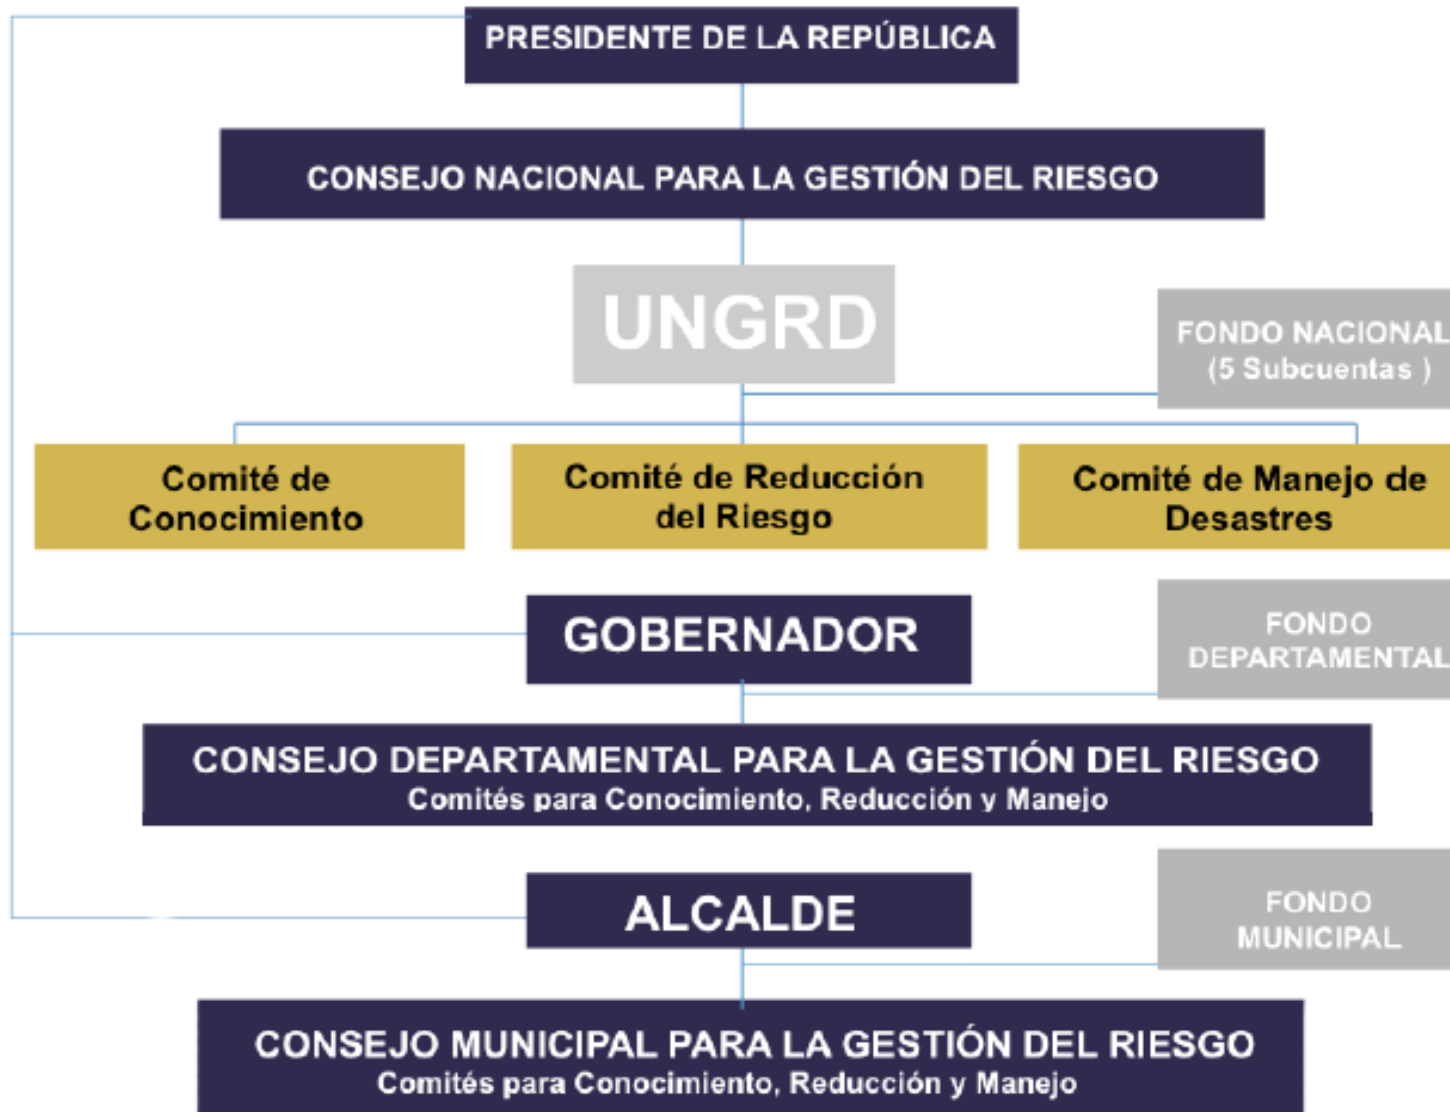 PRESIDENTE DE LA REPÚBLICA
CONSEJO NACIONAL PARA LA GESTIÓN DEL RIESGO
UNGRD
FONDO NACIONAL
(5 Subcuentas )
Comité de
Conocimiento
Comité de Reducción
del Riesgo
Comité de Manejo de
Desastres
GOBERNADOR
FONDO
DEPARTAMENTAL
CONSEJO DEPARTAMENTAL PARA LA GESTIÓN DEL RIESGO
Comités para Conocimiento, Reducción y Manejo
ALCALDE
FONDO
MUNICIPAL
CONSEJO MUNICIPAL PARA LA GESTIÓN DEL RIESGO
Comités para Conocimiento, Reducción y Manejo